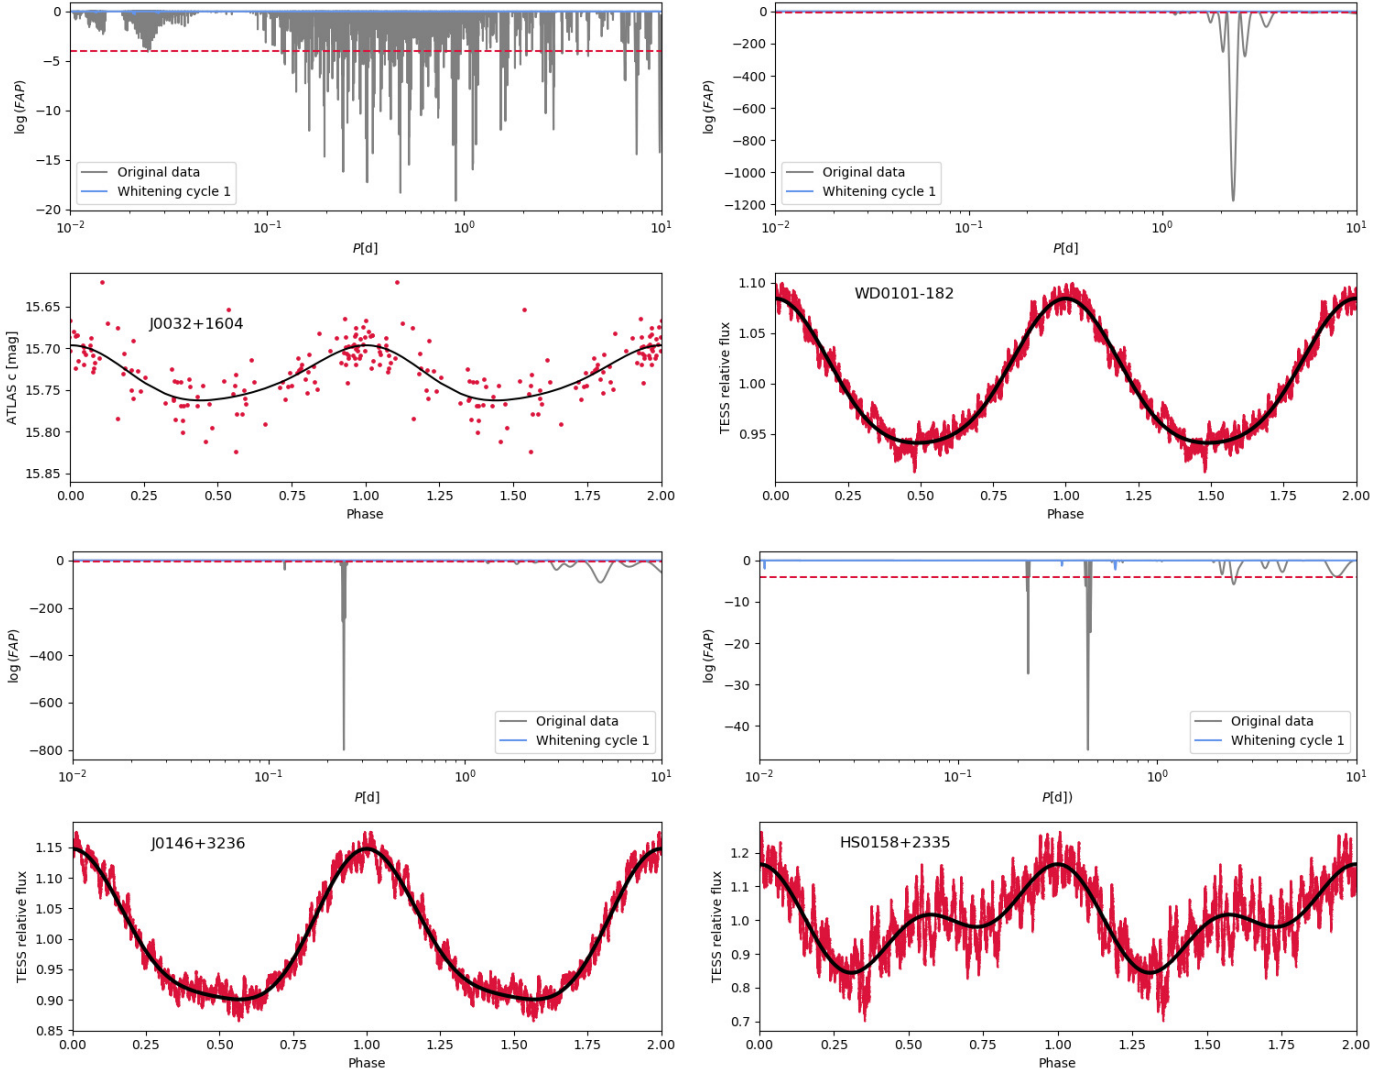 0
−5
−10
−15
−20
log (FAP)
Original data
Whitening cycle 1
10⁻² 10⁻¹ 10⁰ 10¹
P[d]
0
−200
−400
−600
−800
−1000
−1200
log (FAP)
Original data
Whitening cycle 1
10⁻² 10⁻¹ 10⁰ 10¹
P[d]
15.65
15.70
15.75
15.80
15.85
ATLAS c [mag]
J0032+1604
0.00 0.25 0.50 0.75 1.00 1.25 1.50 1.75 2.00
Phase
1.10
1.05
1.00
0.95
TESS relative flux
WD0101-182
0.00 0.25 0.50 0.75 1.00 1.25 1.50 1.75 2.00
Phase
0
−200
−400
−600
−800
log (FAP)
Original data
Whitening cycle 1
10⁻² 10⁻¹ 10⁰ 10¹
P[d]
0
−10
−20
−30
−40
log (FAP)
Original data
Whitening cycle 1
10⁻² 10⁻¹ 10⁰ 10¹
P[d])
1.15
1.10
1.05
1.00
0.95
0.90
0.85
TESS relative flux
J0146+3236
0.00 0.25 0.50 0.75 1.00 1.25 1.50 1.75 2.00
Phase
1.2
1.1
1.0
0.9
0.8
0.7
TESS relative flux
HS0158+2335
0.00 0.25 0.50 0.75 1.00 1.25 1.50 1.75 2.00
Phase